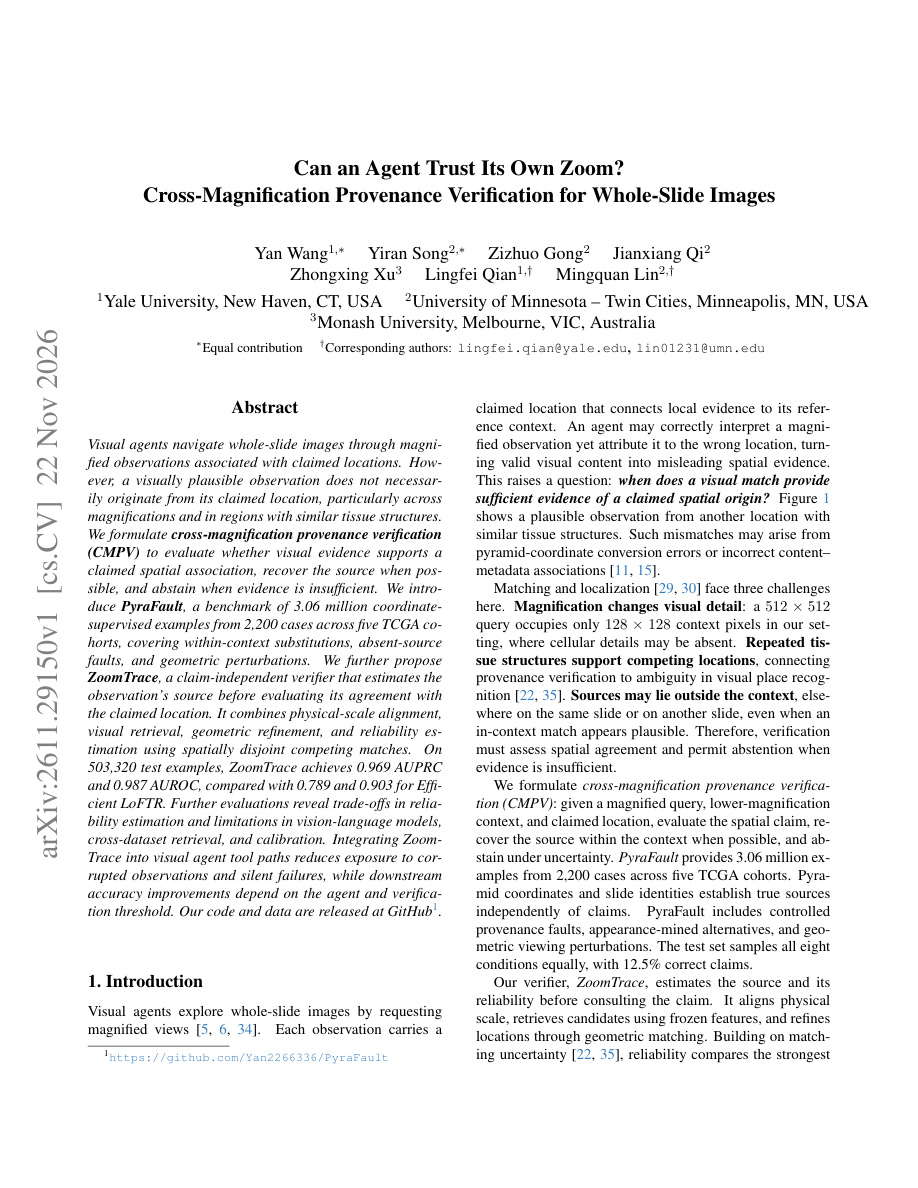 Can an Agent Trust Its Own Zoom?
Cross-Magnification Provenance Verification for Whole-Slide Images
Yan Wang1,∗ Yiran Song2,∗ Zizhuo Gong2 Jianxiang Qi2
Zhongxing Xu3 Lingfei Qian1,† Mingquan Lin2,†
1Yale University, New Haven, CT, USA 2University of Minnesota – Twin Cities, Minneapolis, MN, USA
3Monash University, Melbourne, VIC, Australia
∗Equal contribution †Corresponding authors: lingfei.qian@yale.edu, lin01231@umn.edu
arXiv:2611.29150v1 [cs.CV] 22 Nov 2026
Abstract
Visual agents navigate whole-slide images through magni-
fied observations associated with claimed locations. How-
ever, a visually plausible observation does not necessar-
ily originate from its claimed location, particularly across
magnifications and in regions with similar tissue structures.
We formulate cross-magnification provenance verification
(CMPV) to evaluate whether visual evidence supports a
claimed spatial association, recover the source when pos-
sible, and abstain when evidence is insufficient. We intro-
duce PyraFault, a benchmark of 3.06 million coordinate-
supervised examples from 2,200 cases across five TCGA co-
horts, covering within-context substitutions, absent-source
faults, and geometric perturbations. We further propose
ZoomTrace, a claim-independent verifier that estimates the
observation's source before evaluating its agreement with
the claimed location. It combines physical-scale alignment,
visual retrieval, geometric refinement, and reliability es-
timation using spatially disjoint competing matches. On
503,320 test examples, ZoomTrace achieves 0.969 AUPRC
and 0.987 AUROC, compared with 0.789 and 0.903 for Effi-
cient LoFTR. Further evaluations reveal trade-offs in relia-
bility estimation and limitations in vision-language models,
cross-dataset retrieval, and calibration. Integrating Zoom-
Trace into visual agent tool paths reduces exposure to cor-
rupted observations and silent failures, while downstream
accuracy improvements depend on the agent and verifica-
tion threshold. Our code and data are released at GitHub1.
1. Introduction
Visual agents explore whole-slide images by requesting
magnified views [5, 6, 34]. Each observation carries a
1https://github.com/Yan2266336/PyraFault
claimed location that connects local evidence to its refer-
ence context. An agent may correctly interpret a magni-
fied observation yet attribute it to the wrong location, turn-
ing valid visual content into misleading spatial evidence.
This raises a question: when does a visual match provide
sufficient evidence of a claimed spatial origin? Figure 1
shows a plausible observation from another location with
similar tissue structures. Such mismatches may arise from
pyramid-coordinate conversion errors or incorrect content–
metadata associations [11, 15].
Matching and localization [29, 30] face three challenges
here. Magnification changes visual detail: a 512 × 512
query occupies only 128 × 128 context pixels in our set-
ting, where cellular details may be absent. Repeated tis-
sue structures support competing locations, connecting
provenance verification to ambiguity in visual place recog-
nition [22, 35]. Sources may lie outside the context, else-
where on the same slide or on another slide, even when an
in-context match appears plausible. Therefore, verification
must assess spatial agreement and permit abstention when
evidence is insufficient.
We formulate cross-magnification provenance verifica-
tion (CMPV): given a magnified query, lower-magnification
context, and claimed location, evaluate the spatial claim, re-
cover the source within the context when possible, and ab-
stain under uncertainty. PyraFault provides 3.06 million ex-
amples from 2,200 cases across five TCGA cohorts. Pyra-
mid coordinates and slide identities establish true sources
independently of claims. PyraFault includes controlled
provenance faults, appearance-mined alternatives, and geo-
metric viewing perturbations. The test set samples all eight
conditions equally, with 12.5% correct claims.
Our verifier, ZoomTrace, estimates the source and its
reliability before consulting the claim. It aligns physical
scale, retrieves candidates using frozen features, and refines
locations through geometric matching. Building on match-
ing uncertainty [22, 35], reliability compares the strongest